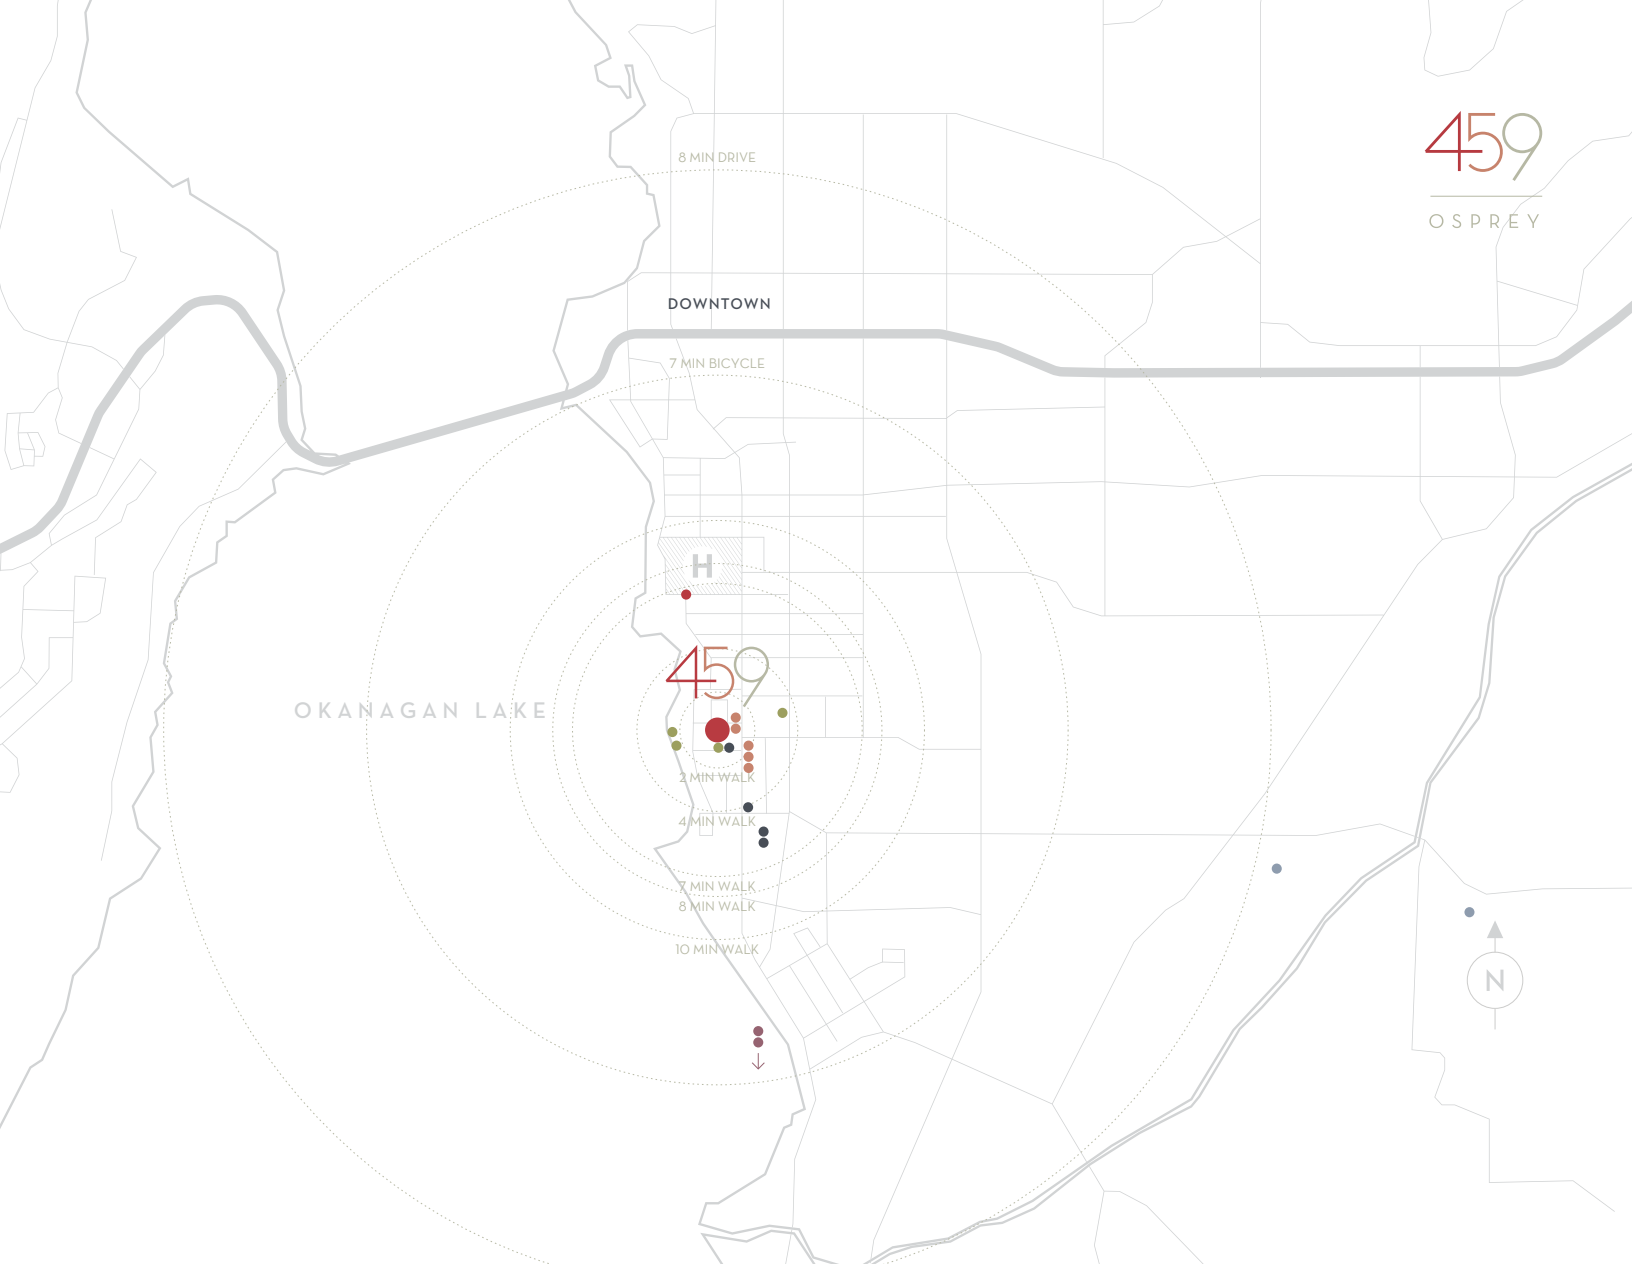 8 MIN DRIVE
459
OSPREY
DOWNTOWN
7 MIN BICYCLE
H
459
OKANAGAN LAKE
2 MIN WALK
4 MIN WALK
7 MIN WALK
8 MIN WALK
10 MIN WALK
N